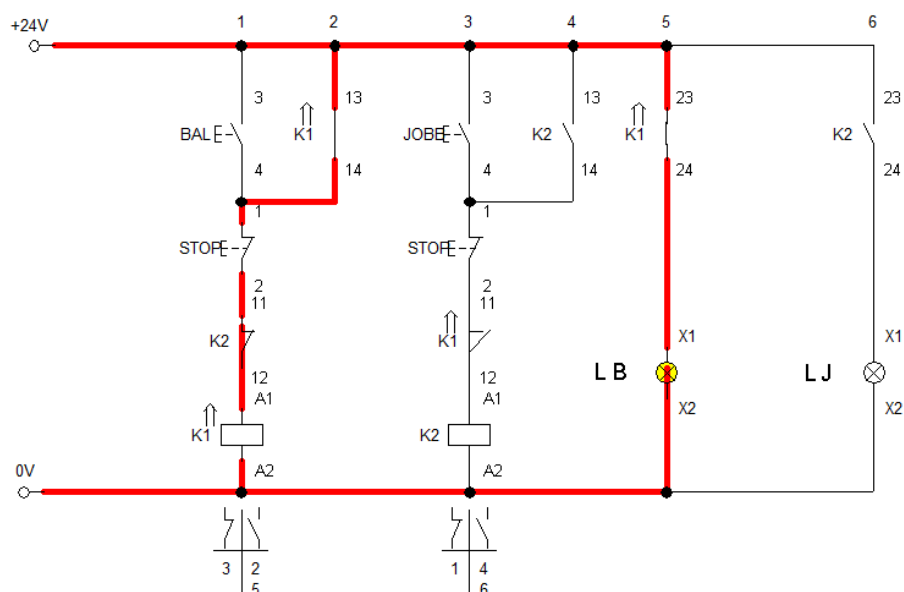 +24V 1 2 3 4 5 6
3 13 3 13 23 23
BAL K1 JOBB K2 K1 K2
4 14 4 14 24 24
1 1
STOP STOP
2 2
11 11
K2 K1 X1 X1
L B L J
12 12
A1 A1 X2 X2
K1 K2
0V A2 A2
3 2 1 4
5 6